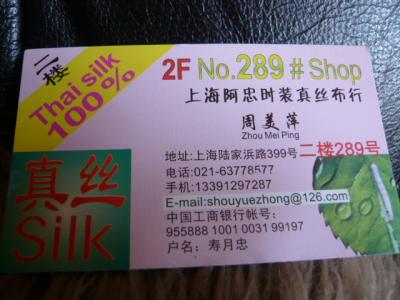 二楼
Thai silk
100%
2F No.289 # Shop
上海阿忠时装真丝布行
周美萍
Zhou Mei Ping
地址:上海陆家浜路399号二楼289号
电话:021-63778577
手机:13391297287
E-mail:shouyuezhong@126.com
中国工商银行帐号:
955888 1001 0031 99197
户名: 寿月忠
真丝
Silk